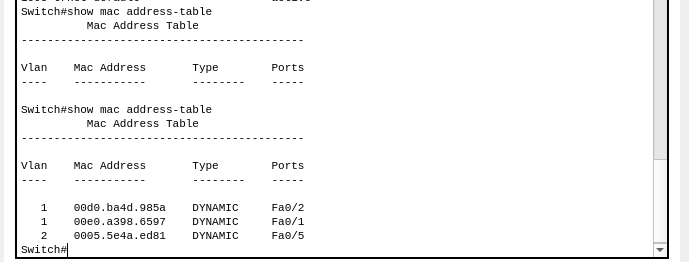 Switch#show mac address-table
          Mac Address Table
-------------------------------------------

Vlan    Mac Address       Type        Ports
----    -----------       --------    -----

Switch#show mac address-table
          Mac Address Table
-------------------------------------------

Vlan    Mac Address       Type        Ports
----    -----------       --------    -----

   1    00d0.ba4d.985a    DYNAMIC     Fa0/2
   1    00e0.a398.6597    DYNAMIC     Fa0/1
   2    0005.5e4a.ed81    DYNAMIC     Fa0/5
Switch#